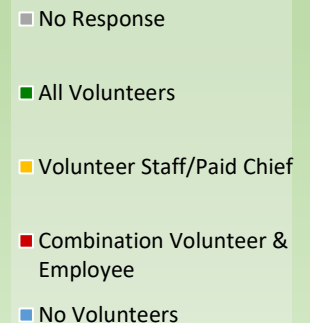 No Response
All Volunteers
Volunteer Staff/Paid Chief
Combination Volunteer &
Employee
No Volunteers